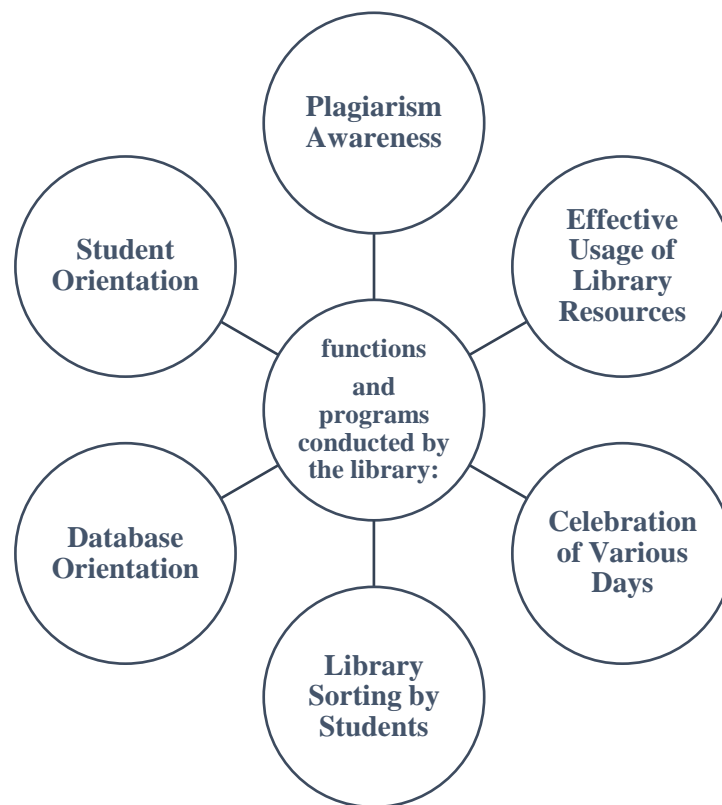 Plagiarism
Awareness
Effective
Usage of
Library
Resources
Student
Orientation
functions
and
programs
conducted by
the library:
Celebration
of Various
Days
Database
Orientation
Library
Sorting by
Students